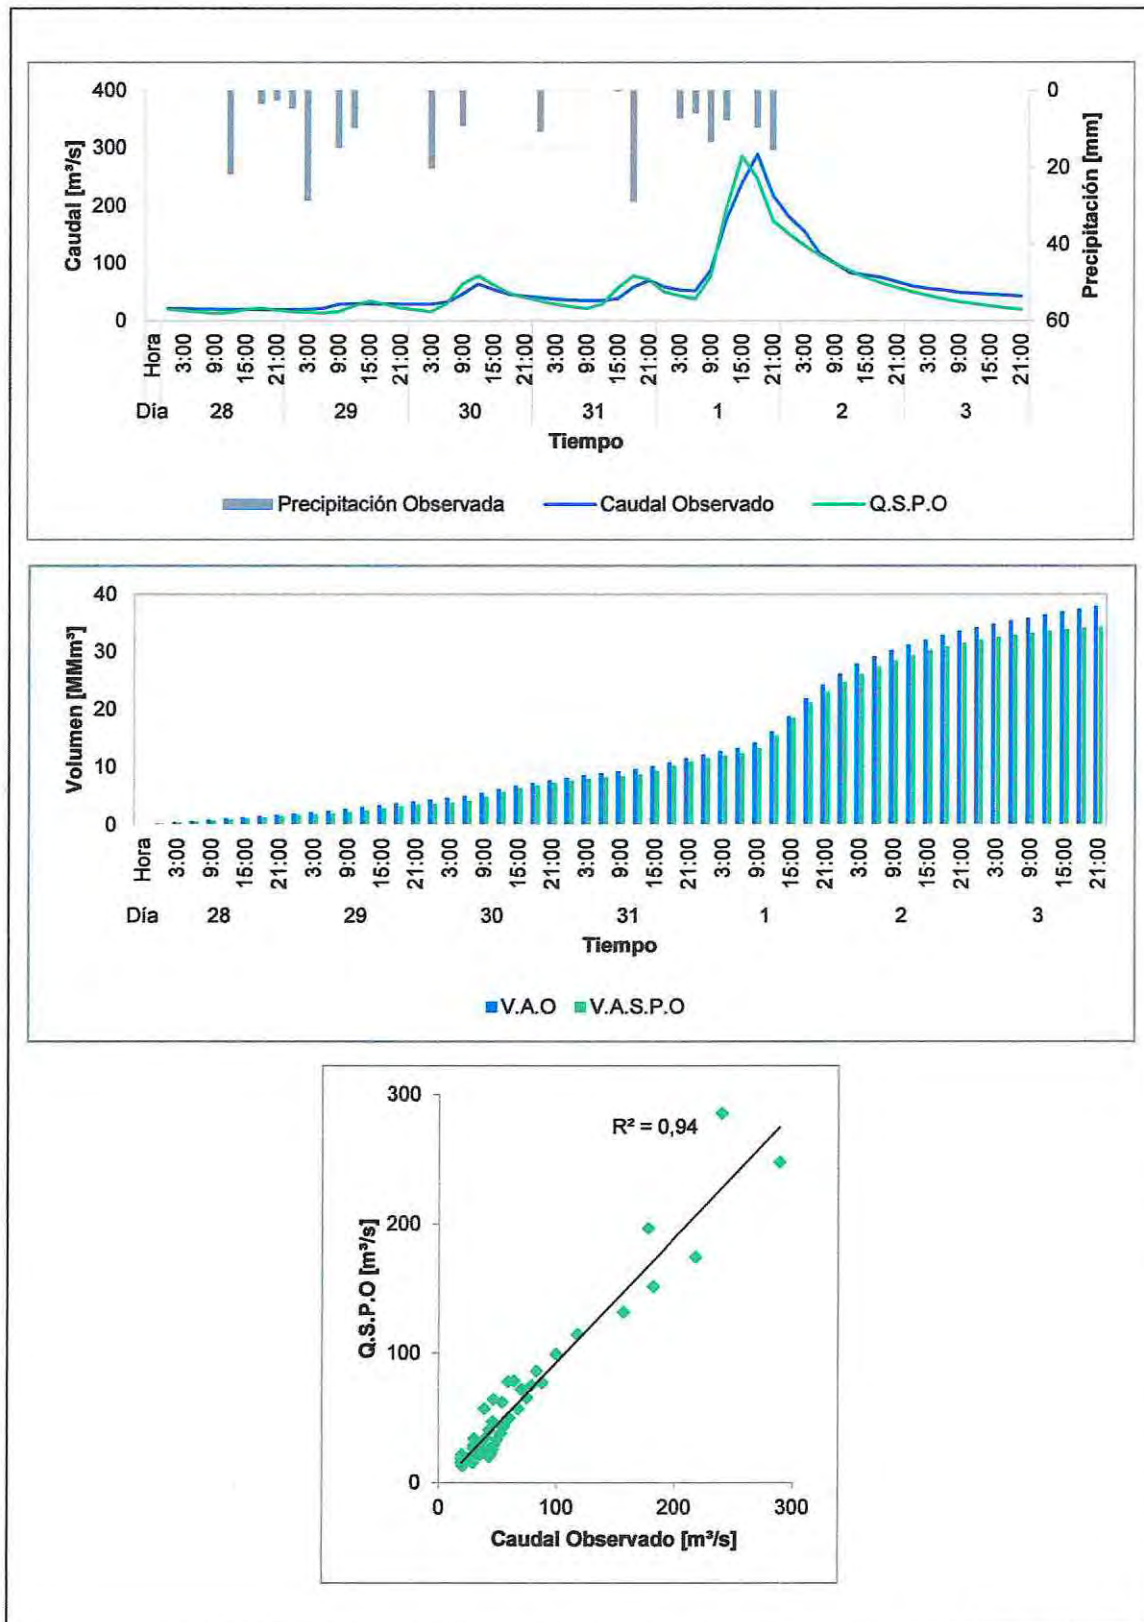 400
300
200
100
0
Caudal [m³/s]
0
20
40
60
Precipitación [mm]
Hora 3:00 9:00 15:00 21:00 3:00 9:00 15:00 21:00 3:00 9:00 15:00 21:00 3:00 9:00 15:00 21:00 3:00 9:00 15:00 21:00 3:00 9:00 15:00 21:00 3:00 9:00 15:00 21:00
Día 28 29 30 31 1 2 3
Tiempo
Precipitación Observada Caudal Observado Q.S.P.O
40
30
20
10
0
Volumen [MMm³]
Hora 3:00 9:00 15:00 21:00 3:00 9:00 15:00 21:00 3:00 9:00 15:00 21:00 3:00 9:00 15:00 21:00 3:00 9:00 15:00 21:00 3:00 9:00 15:00 21:00 3:00 9:00 15:00 21:00
Día 28 29 30 31 1 2 3
Tiempo
V.A.O V.A.S.P.O
300
200
100
0
Q.S.P.O [m³/s]
R² = 0,94
0 100 200 300
Caudal Observado [m³/s]